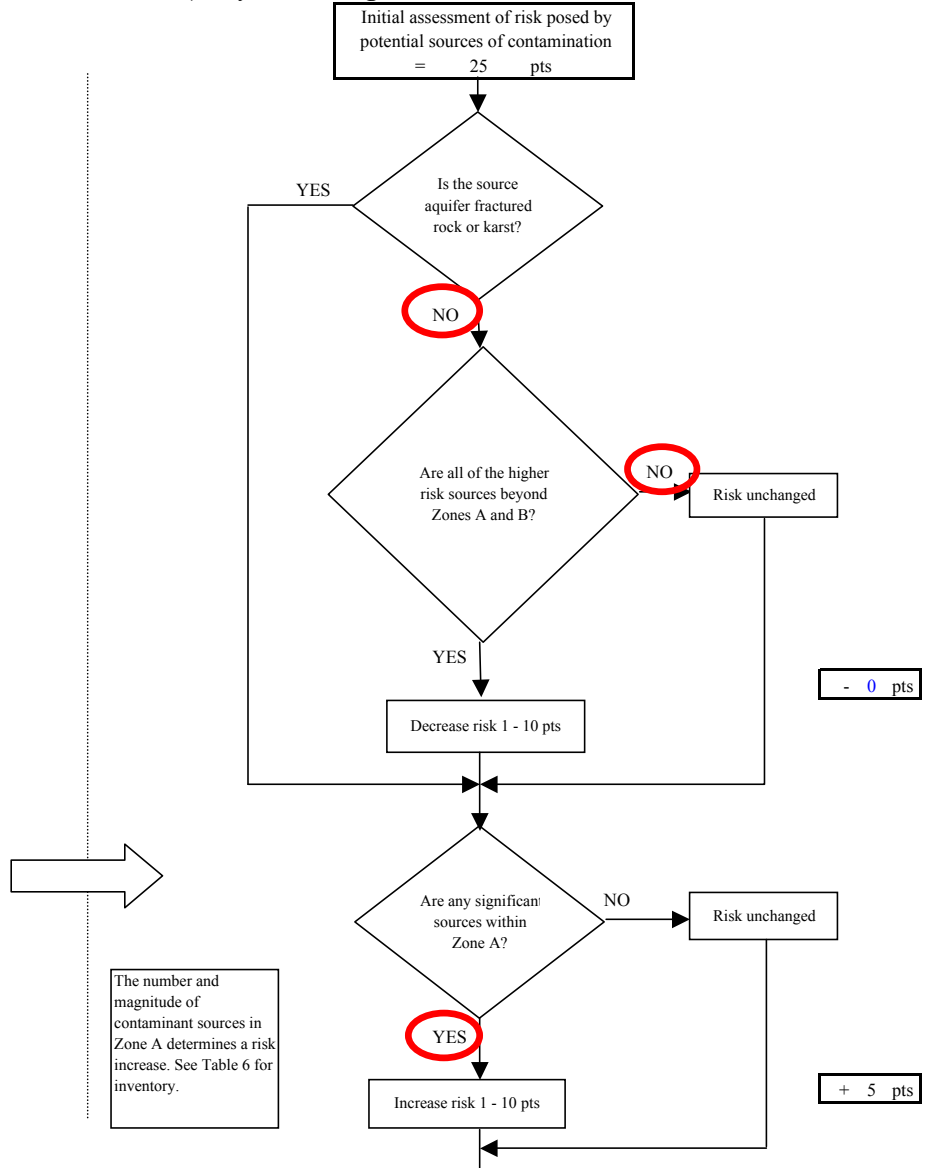 Initial assessment of risk posed by
potential sources of contamination
= 25 pts
YES
Is the source
aquifer fractured
rock or karst?
NO
Are all of the higher
risk sources beyond
Zones A and B?
NO
Risk unchanged
YES
- 0 pts
Decrease risk 1 - 10 pts
Are any significant
sources within
Zone A?
NO
Risk unchanged
The number and
magnitude of
contaminant sources in
Zone A determines a risk
increase. See Table 6 for
inventory.
YES
+ 5 pts
Increase risk 1 - 10 pts